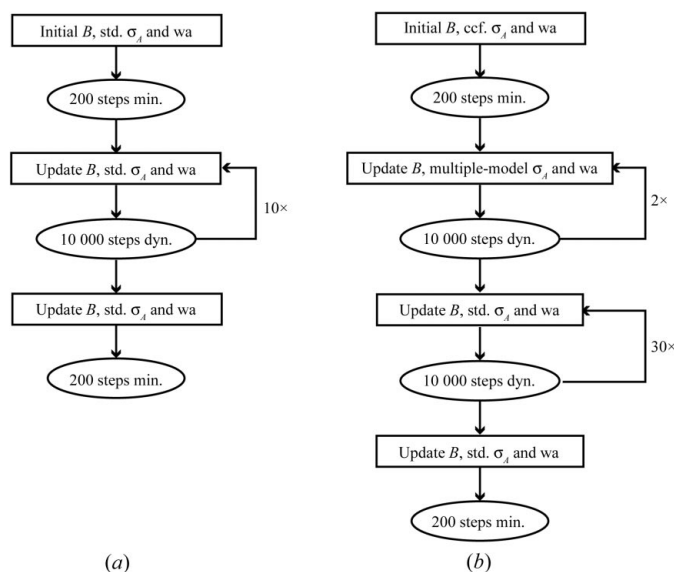 Initial B, std. σA and wa
200 steps min.
Update B, std. σA and wa
10×
10 000 steps dyn.
Update B, std. σA and wa
200 steps min.
(a)
Initial B, ccf. σA and wa
200 steps min.
Update B, multiple-model σA and wa
2×
10 000 steps dyn.
Update B, std. σA and wa
30×
10 000 steps dyn.
Update B, std. σA and wa
200 steps min.
(b)